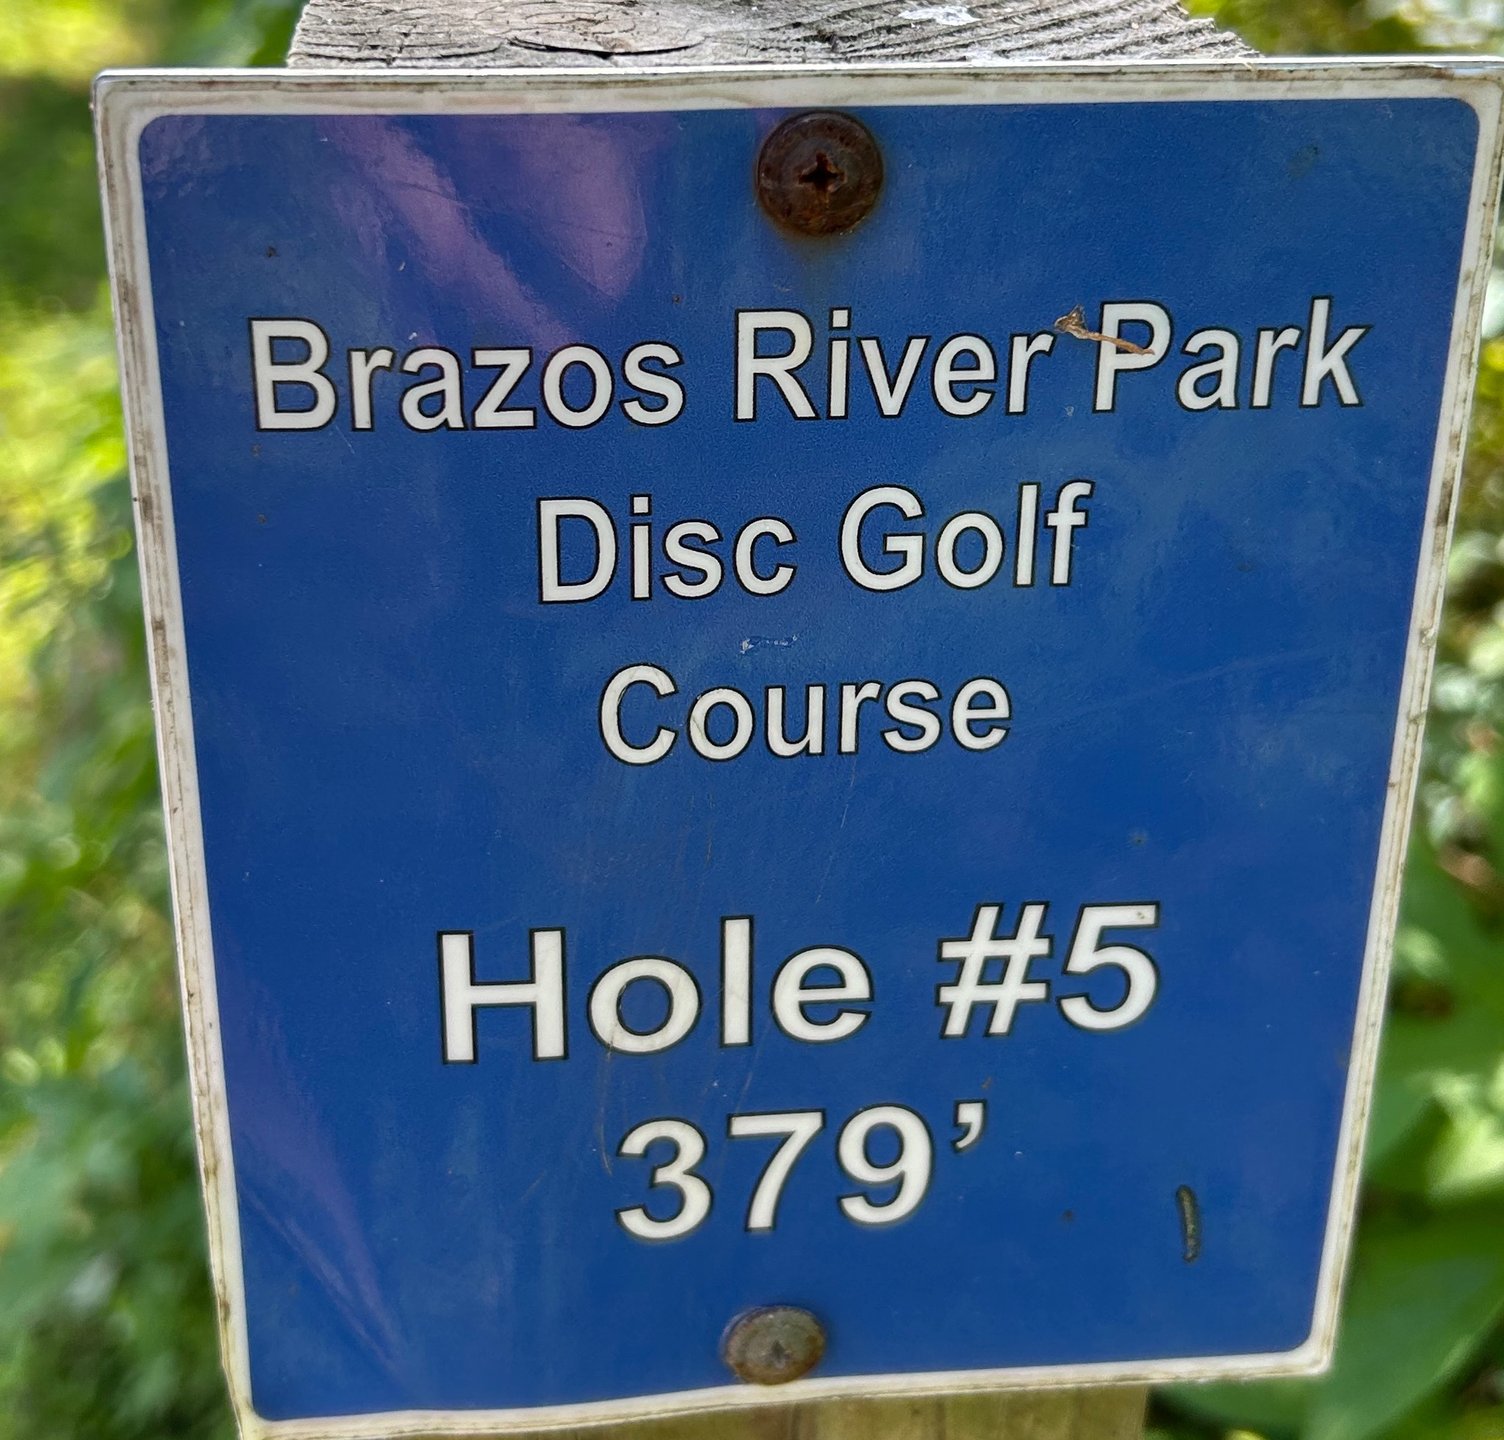 Brazos River Park
Disc Golf
Course
Hole #5
379’